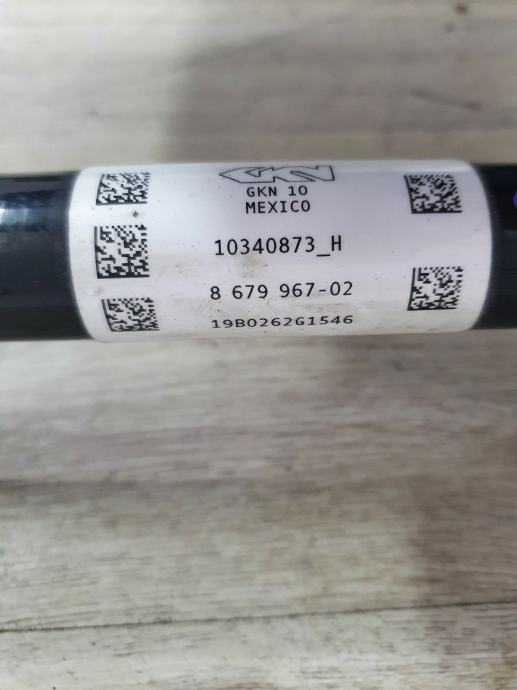 GKN
GKN 10
MEXICO
10340873_H
8 679 967-02
19B0262G1546